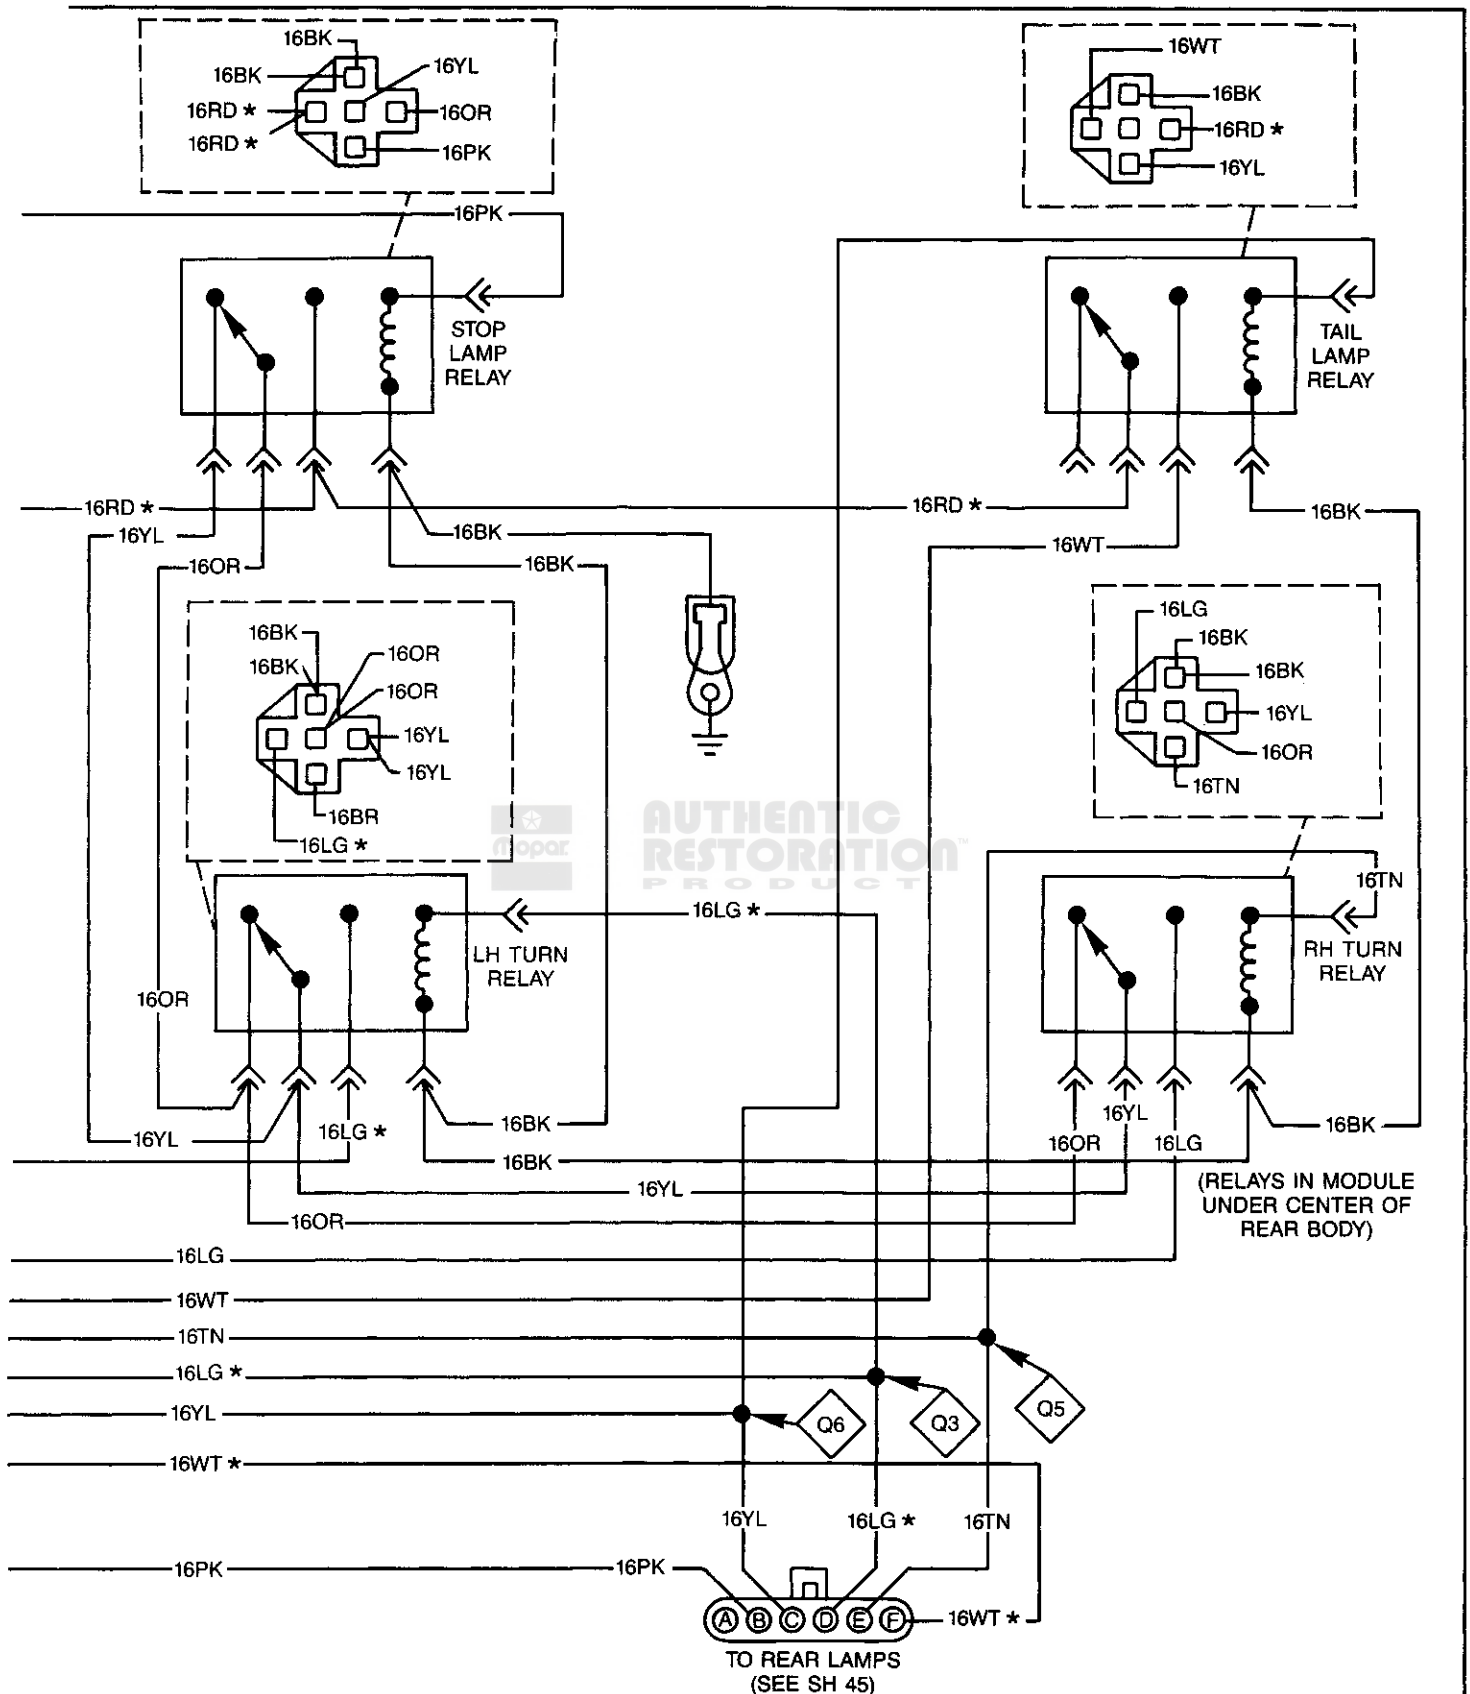 16BK
16BK
16YL
16RD *
16OR
16RD *
16PK
16WT
16BK
16RD *
16YL
16PK
STOP
LAMP
RELAY
TAIL
LAMP
RELAY
16RD *
16RD *
16YL
16BK
16BK
16OR
16BK
16WT
16BK
16BK
16OR
16OR
16YL
16YL
16BR
16LG *
16LG
16BK
16BK
16YL
16OR
16TN
Mopar
AUTHENTIC
RESTORATION™
PRODUCT
16LG *
16TN
LH TURN
RELAY
RH TURN
RELAY
16OR
16YL
16LG *
16BK
16BK
16YL
16OR
16LG
16BK
16YL
16OR
(RELAYS IN MODULE
UNDER CENTER OF
REAR BODY)
16LG
16WT
16TN
16LG *
16YL
Q6
Q3
Q5
16WT *
16YL
16LG *
16TN
16PK
16PK
A B C D E F
16WT *
TO REAR LAMPS
(SEE SH 45)